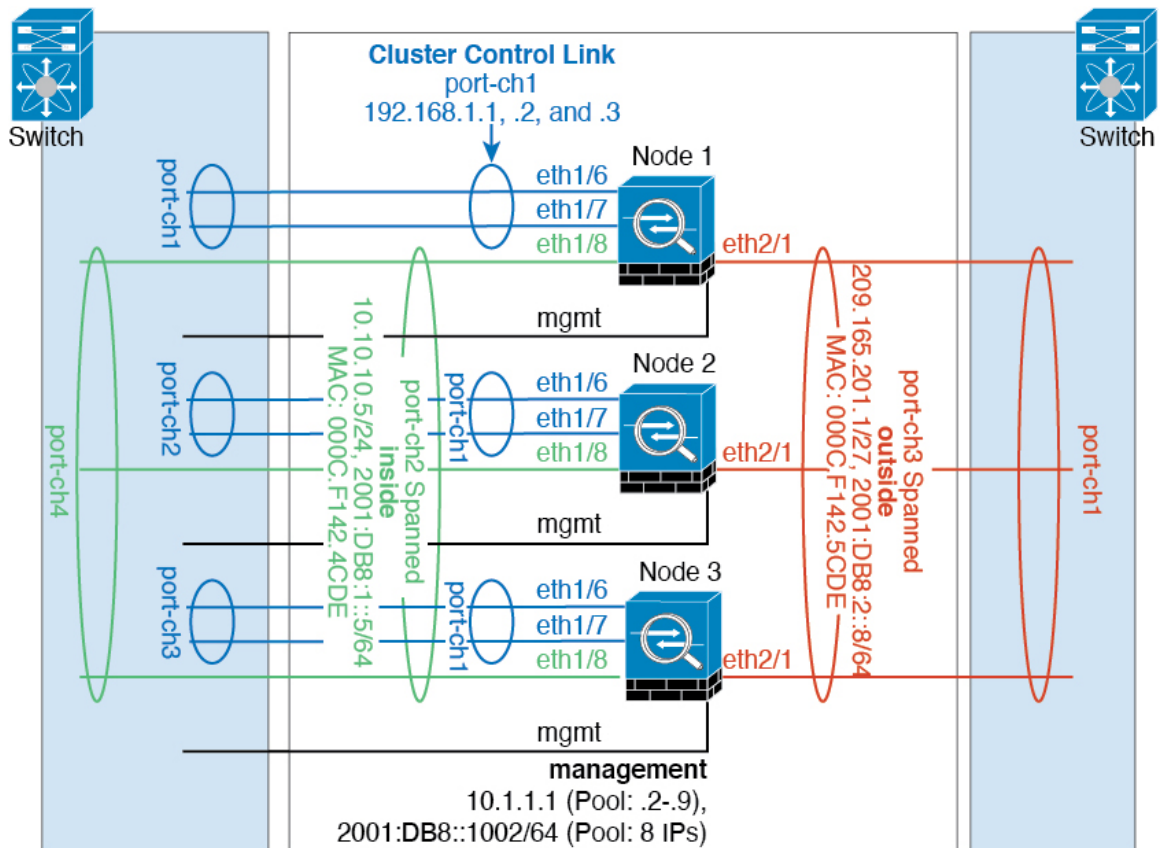 Switch
Switch
Cluster Control Link
port-ch1
192.168.1.1, .2, and .3
port-ch1
Node 1
eth1/6
eth1/7
eth1/8
eth2/1
mgmt
port-ch2
port-ch1
Node 2
eth1/6
eth1/7
eth1/8
eth2/1
mgmt
port-ch3
port-ch1
Node 3
eth1/6
eth1/7
eth1/8
eth2/1
mgmt
port-ch4
port-ch2 Spanned
inside
10.10.10.5/24, 2001:DB8:1::5/64
MAC: 000C.F142.4CDE
port-ch3 Spanned
outside
209.165.201.1/27, 2001:DB8:2::8/64
MAC: 000C.F142.5CDE
port-ch1
management
10.1.1.1 (Pool: .2-.9),
2001:DB8::1002/64 (Pool: 8 IPs)